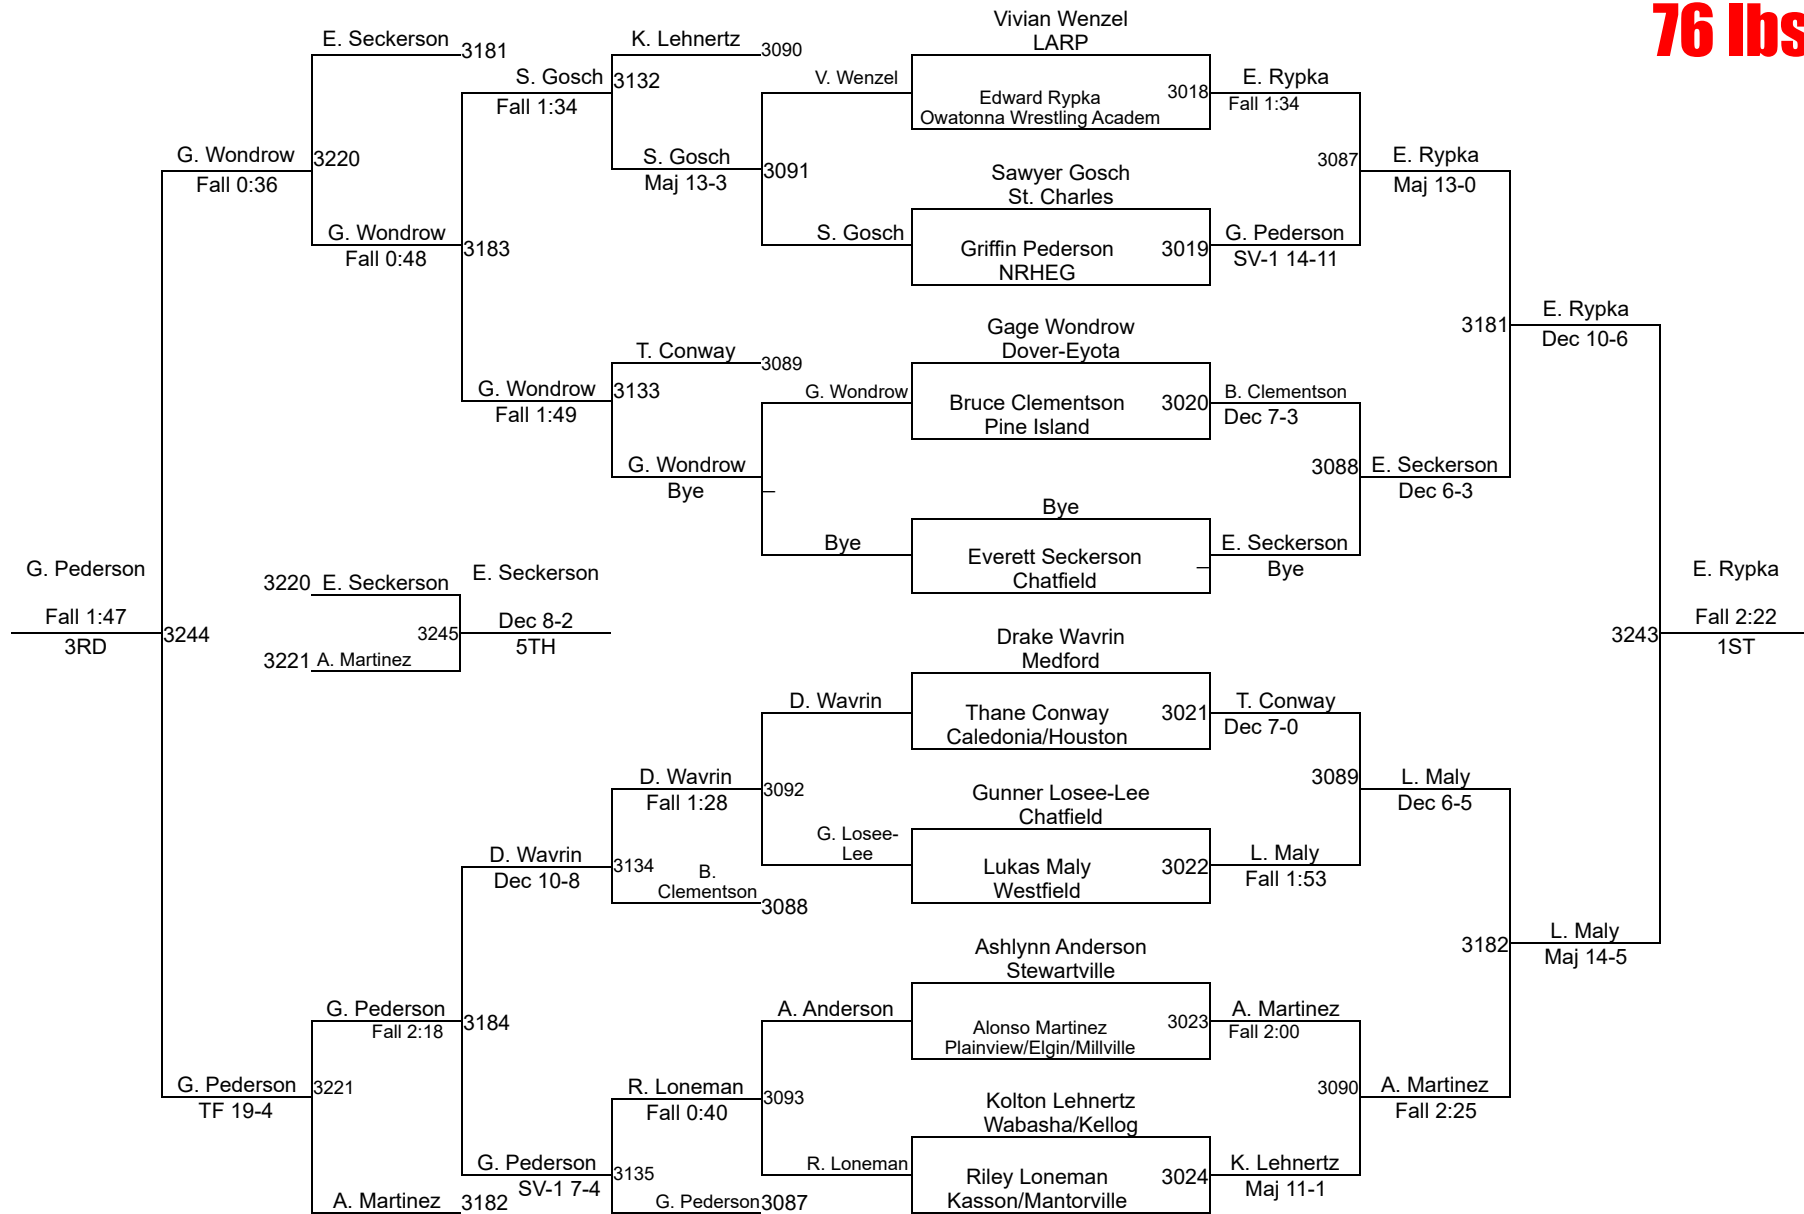 76 lbs
Vivian Wenzel
LARP
E. Seckerson
3181
K. Lehnertz
3090
S. Gosch
3132
Fall 1:34
V. Wenzel
Edward Rypka
Owatonna Wrestling Academ
3018
E. Rypka
Fall 1:34
G. Wondrow
3220
Fall 0:36
S. Gosch
3091
Maj 13-3
Sawyer Gosch
St. Charles
3087
E. Rypka
Maj 13-0
G. Wondrow
3183
Fall 0:48
S. Gosch
Griffin Pederson
NRHEG
3019
G. Pederson
SV-1 14-11
Gage Wondrow
Dover-Eyota
3181
E. Rypka
Dec 10-6
T. Conway
3089
G. Wondrow
3133
Fall 1:49
G. Wondrow
Bruce Clementson
Pine Island
3020
B. Clementson
Dec 7-3
G. Wondrow
Bye
–
3088
E. Seckerson
Dec 6-3
Bye
Bye
Everett Seckerson
Chatfield
–
E. Seckerson
Bye
G. Pederson
Fall 1:47
3RD
3244
3220
E. Seckerson
E. Seckerson
3245
Dec 8-2
5TH
3221
A. Martinez
E. Rypka
3243
Fall 2:22
1ST
Drake Wavrin
Medford
D. Wavrin
Thane Conway
Caledonia/Houston
3021
T. Conway
Dec 7-0
D. Wavrin
3092
Fall 1:28
Gunner Losee-Lee
Chatfield
3089
L. Maly
Dec 6-5
G. Losee-
Lee
Lukas Maly
Westfield
3022
L. Maly
Fall 1:53
D. Wavrin
3134
Dec 10-8
B.
Clementson
3088
Ashlynn Anderson
Stewartville
3182
L. Maly
Maj 14-5
G. Pederson
3184
Fall 2:18
A. Anderson
Alonso Martinez
Plainview/Elgin/Millville
3023
A. Martinez
Fall 2:00
G. Pederson
3221
TF 19-4
R. Loneman
3093
Fall 0:40
Kolton Lehnertz
Wabasha/Kellog
3090
A. Martinez
Fall 2:25
G. Pederson
3135
SV-1 7-4
R. Loneman
Riley Loneman
Kasson/Mantorville
3024
K. Lehnertz
Maj 11-1
A. Martinez
3182
G. Pederson
3087